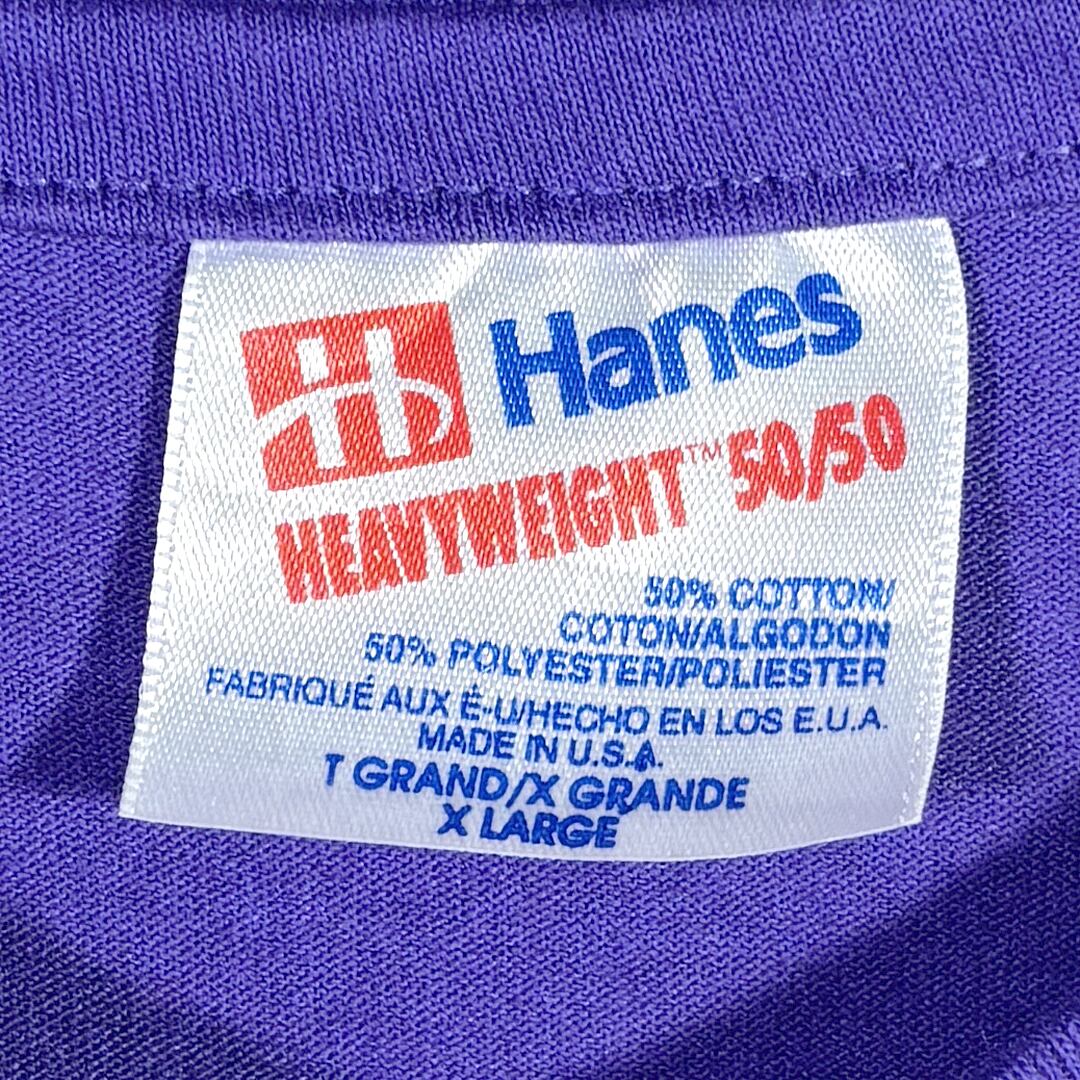 Hanes
HEAVYWEIGHT™ 50/50
50% COTTON/
COTON/ALGODON
50% POLYESTER/POLIESTER
FABRIQUÉ AUX É-U/HECHO EN LOS E.U.A.
MADE IN U.S.A.
T GRAND/X GRANDE
X LARGE